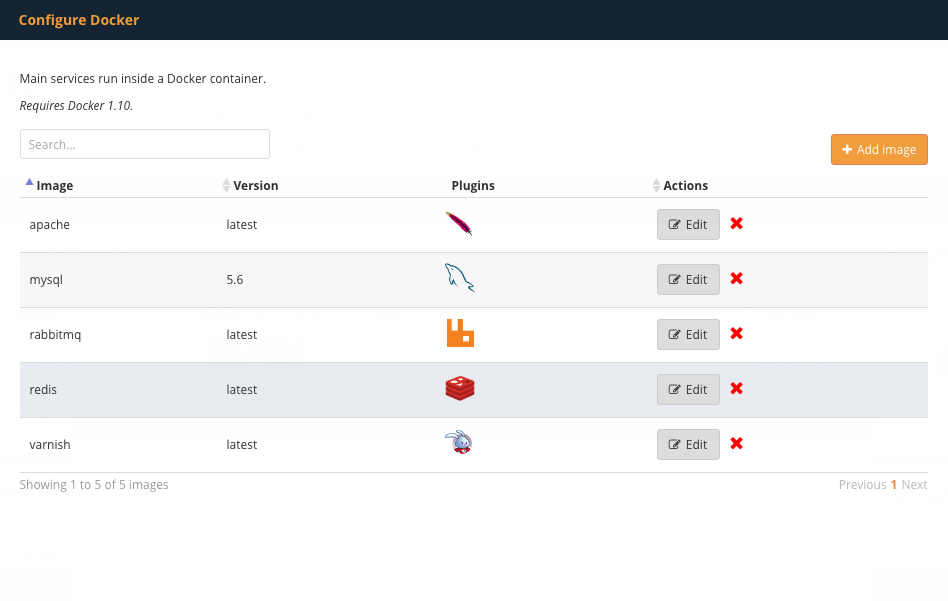 Configure Docker
Main services run inside a Docker container.
Requires Docker 1.10.
Search...
Add image
Image Version Plugins Actions
apache latest Edit
mysql 5.6 Edit
rabbitmq latest Edit
redis latest Edit
varnish latest Edit
Showing 1 to 5 of 5 images Previous 1 Next